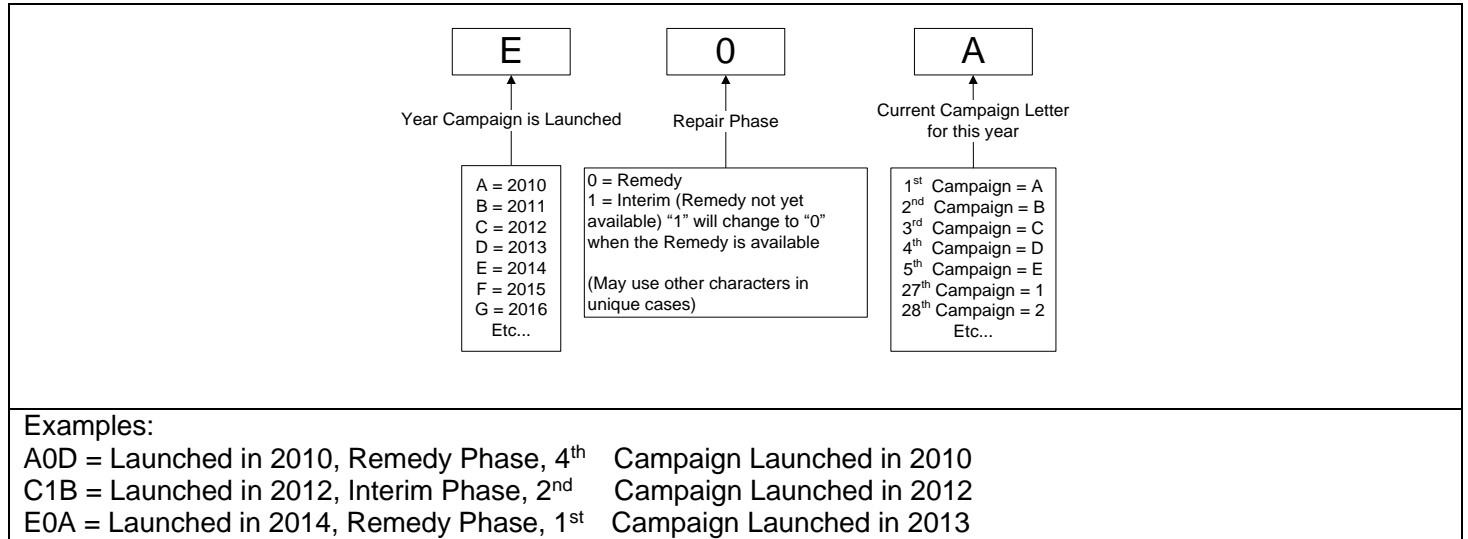 E
0
A
Year Campaign is Launched
Repair Phase
Current Campaign Letter
for this year
A = 2010
B = 2011
C = 2012
D = 2013
E = 2014
F = 2015
G = 2016
Etc...
0 = Remedy
1 = Interim (Remedy not yet
available) “1” will change to “0”
when the Remedy is available
(May use other characters in
unique cases)
1st Campaign = A
2nd Campaign = B
3rd Campaign = C
4th Campaign = D
5th Campaign = E
27th Campaign = 1
28th Campaign = 2
Etc...
Examples:
A0D = Launched in 2010, Remedy Phase, 4th Campaign Launched in 2010
C1B = Launched in 2012, Interim Phase, 2nd Campaign Launched in 2012
E0A = Launched in 2014, Remedy Phase, 1st Campaign Launched in 2013